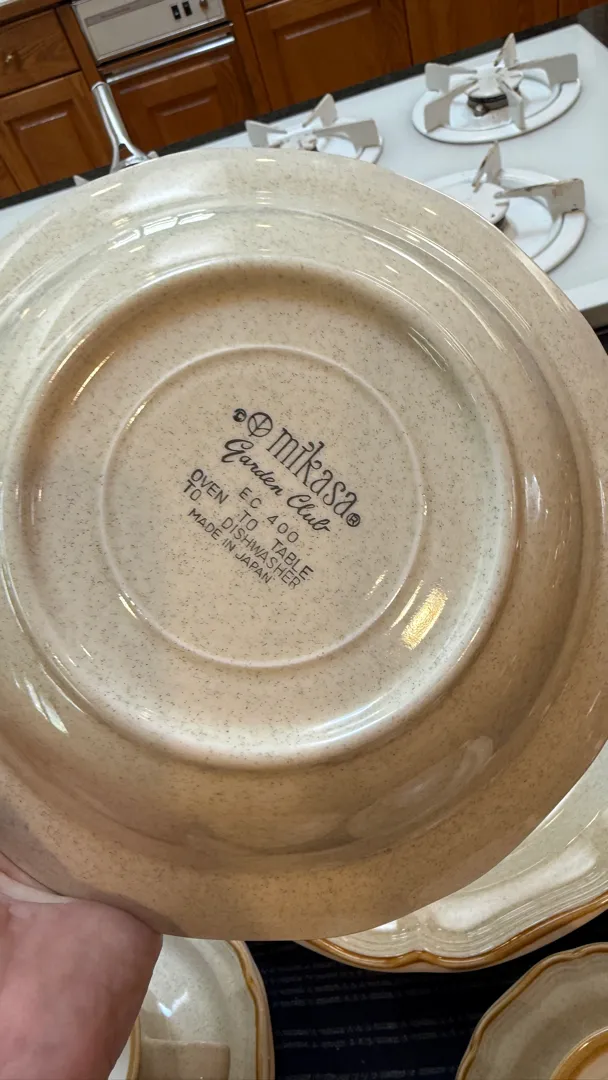 mikasa®
Garden Club
EC 400
OVEN TO TABLE
TO DISHWASHER
MADE IN JAPAN